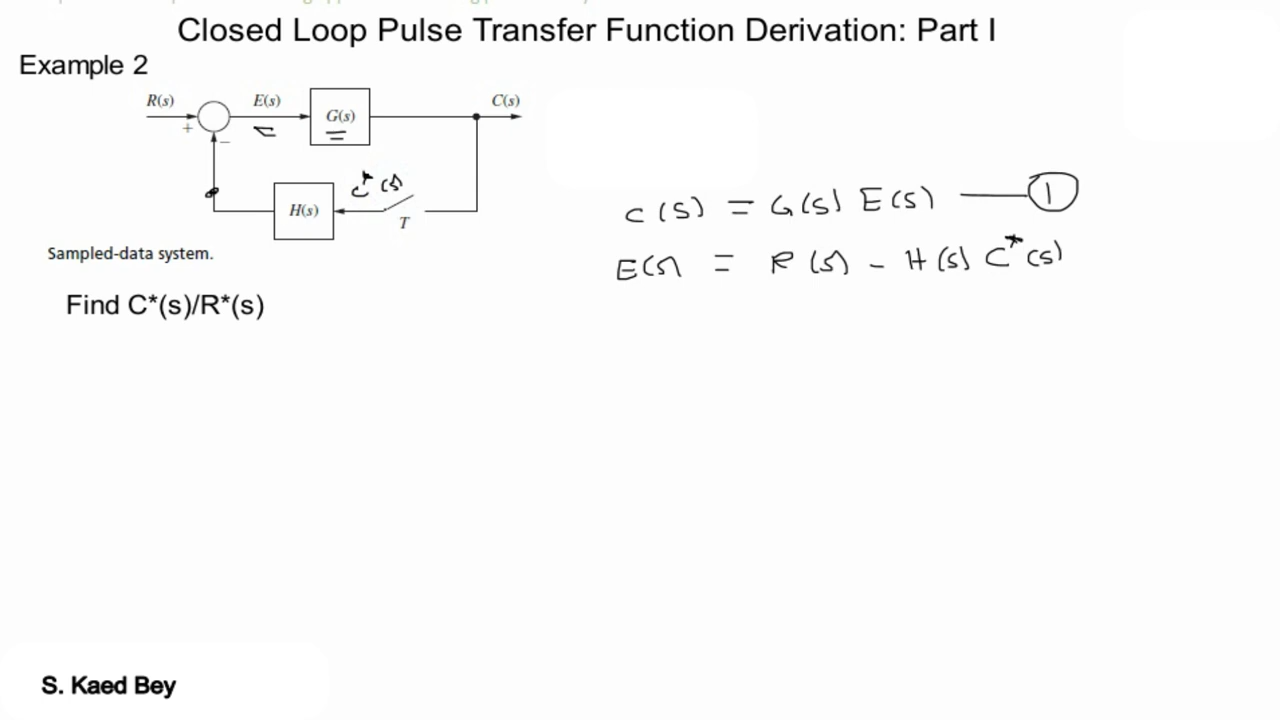 Closed Loop Pulse Transfer Function Derivation: Part I
Example 2
R(s)
E(s)
G(s)
C(s)
+
−
H(s)
C*(s)
T
Sampled-data system.
Find C*(s)/R*(s)
C(s) = G(s) E(s) — 1
E(s) = R(s) - H(s) C*(s)
S. Kaed Bey